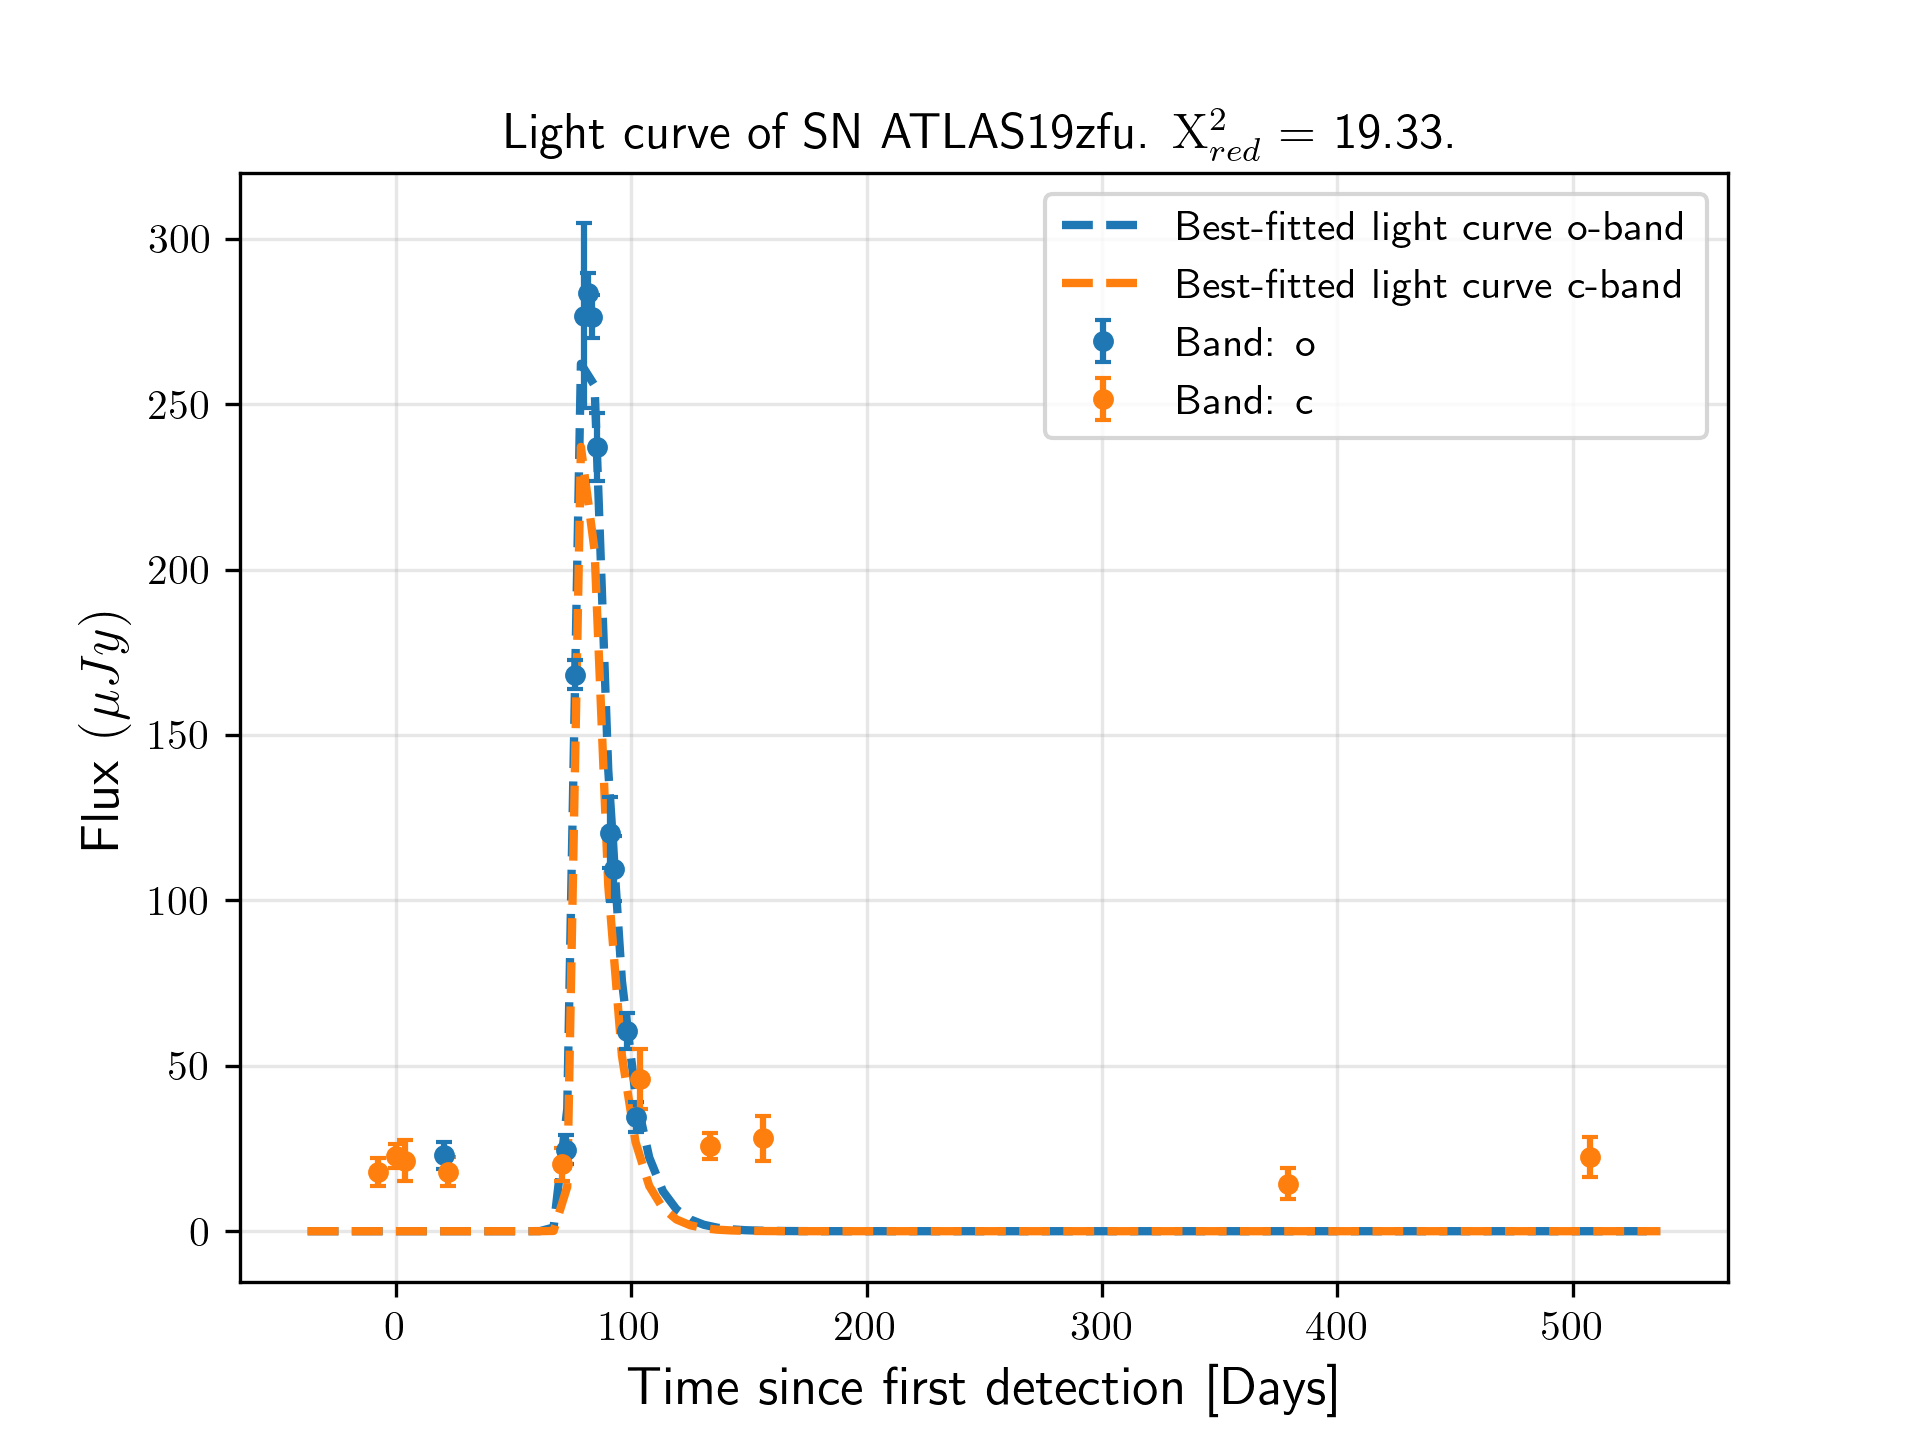 Light curve of SN ATLAS19zfu. X²_red = 19.33.
Best-fitted light curve o-band
Best-fitted light curve c-band
Band: o
Band: c
Flux (μJy)
300
250
200
150
100
50
0
0 100 200 300 400 500
Time since first detection [Days]